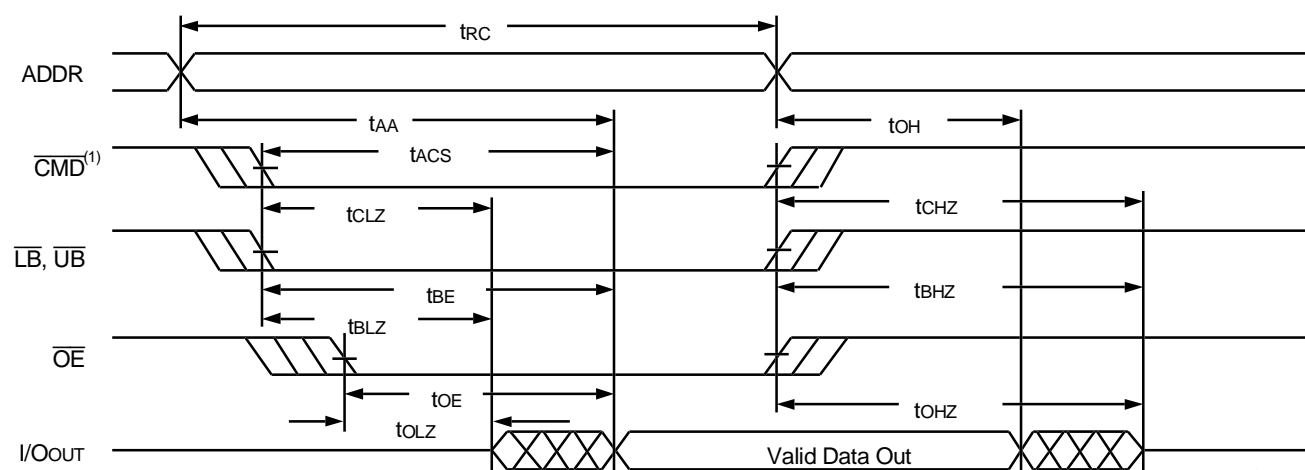 tRC
ADDR
tAA
tOH
CMD(1)
tACS
tCLZ
tCHZ
LB, UB
tBE
tBHZ
tBLZ
OE
tOE
tOHZ
tOLZ
I/OOUT
Valid Data Out